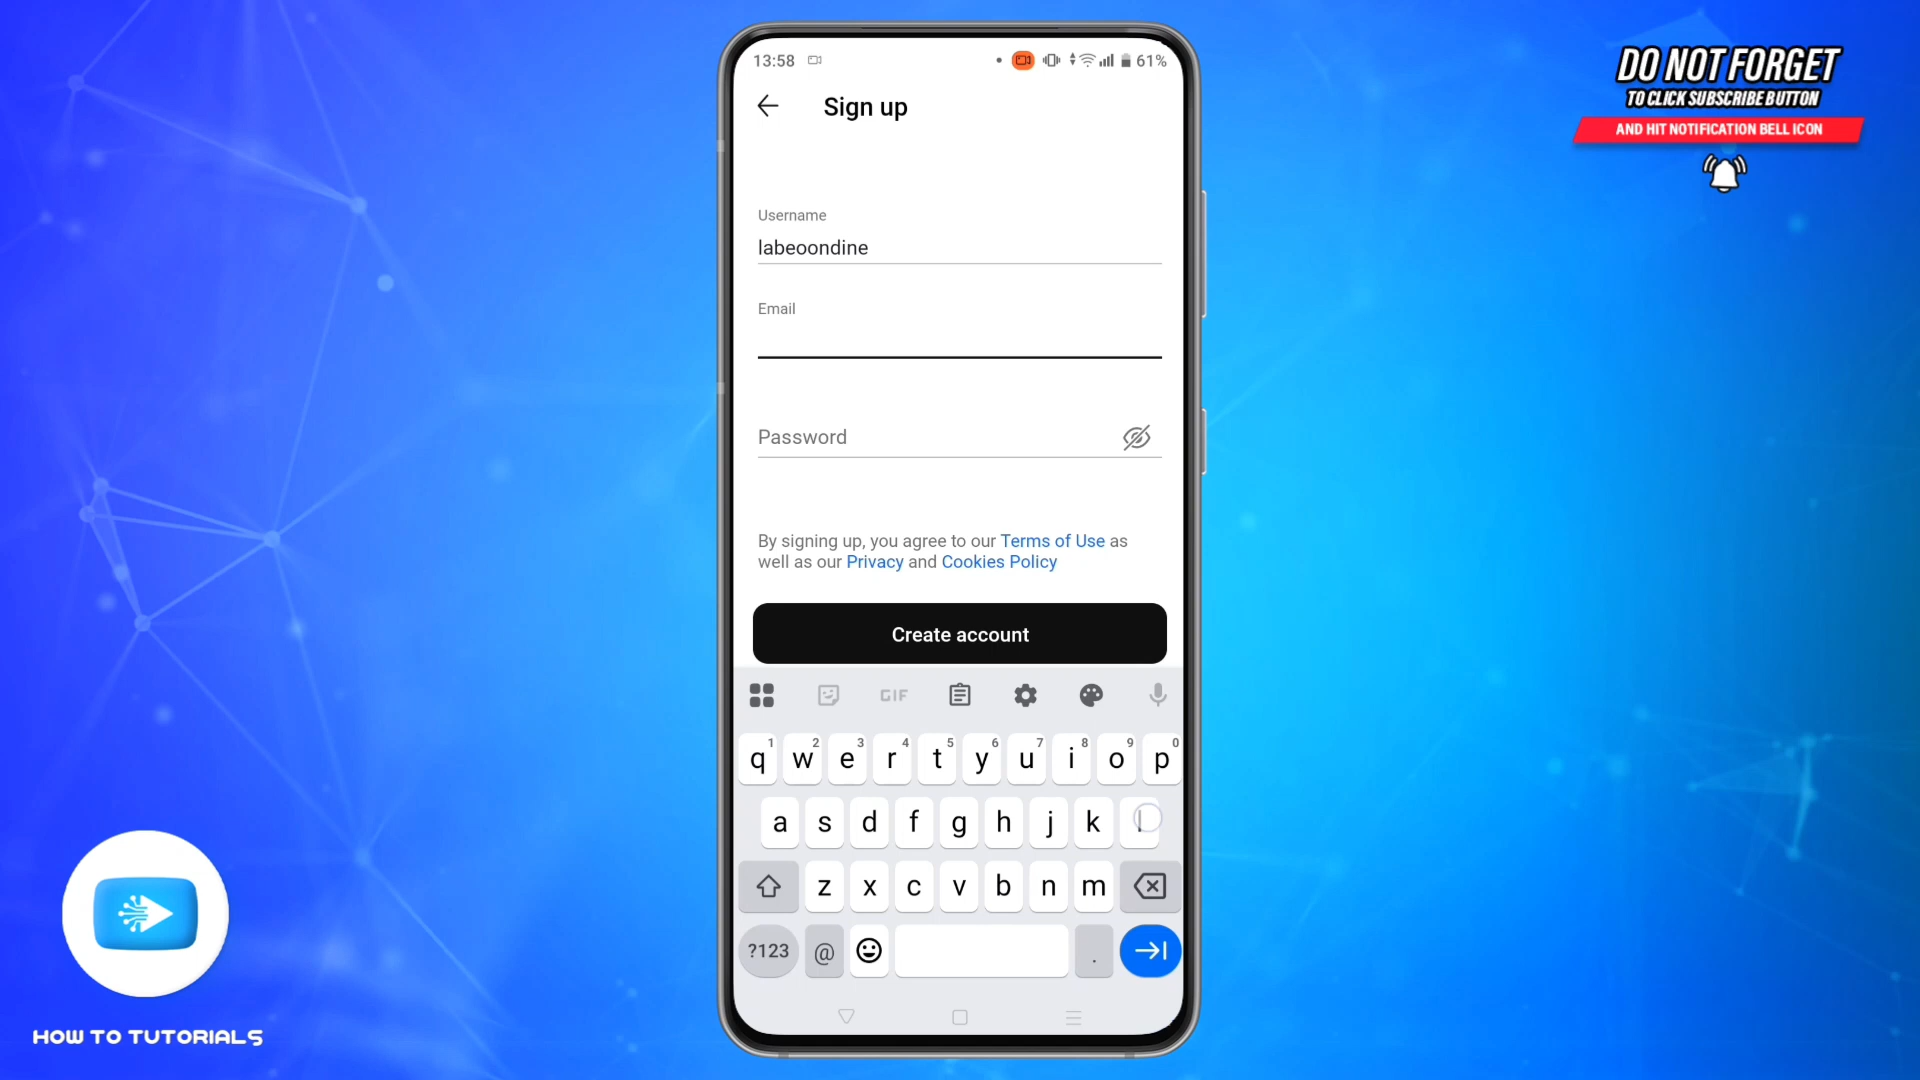 13:58
61%
DO NOT FORGET
TO CLICK SUBSCRIBE BUTTON
AND HIT NOTIFICATION BELL ICON
Sign up
Username
labeoondine
Email
Password
By signing up, you agree to our Terms of Use as
well as our Privacy and Cookies Policy
Create account
GIF
1 2 3 4 5 6 7 8 9 0
q w e r t y u i o p
a s d f g h j k l
z x c v b n m
?123 @ .
HOW TO TUTORIALS